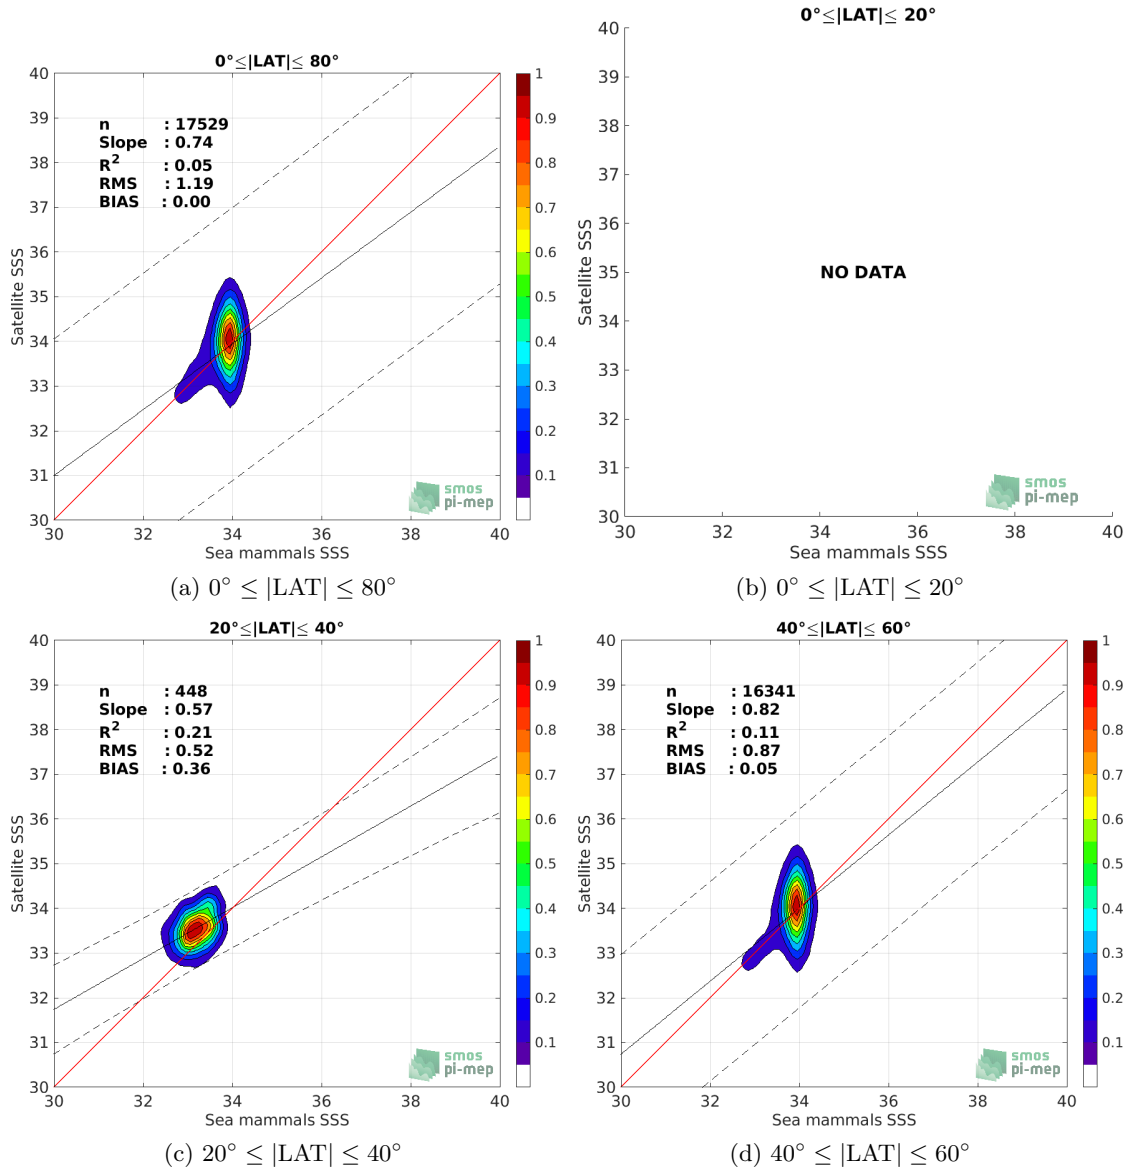 0°≤|LAT|≤ 80°
40
39
38
37
36
35
34
33
32
31
30
30 32 34 36 38 40
Satellite SSS
Sea mammals SSS
n : 17529
Slope : 0.74
R2 : 0.05
RMS : 1.19
BIAS : 0.00
1
0.9
0.8
0.7
0.6
0.5
0.4
0.3
0.2
0.1
smos
pi-mep
(a) 0° ≤ |LAT| ≤ 80°
0°≤|LAT|≤ 20°
40
39
38
37
36
35
34
33
32
31
30
30 32 34 36 38 40
Satellite SSS
Sea mammals SSS
NO DATA
smos
pi-mep
(b) 0° ≤ |LAT| ≤ 20°
20°≤|LAT|≤ 40°
40
39
38
37
36
35
34
33
32
31
30
30 32 34 36 38 40
Satellite SSS
Sea mammals SSS
n : 448
Slope : 0.57
R2 : 0.21
RMS : 0.52
BIAS : 0.36
1
0.9
0.8
0.7
0.6
0.5
0.4
0.3
0.2
0.1
smos
pi-mep
(c) 20° ≤ |LAT| ≤ 40°
40°≤|LAT|≤ 60°
40
39
38
37
36
35
34
33
32
31
30
30 32 34 36 38 40
Satellite SSS
Sea mammals SSS
n : 16341
Slope : 0.82
R2 : 0.11
RMS : 0.87
BIAS : 0.05
1
0.9
0.8
0.7
0.6
0.5
0.4
0.3
0.2
0.1
smos
pi-mep
(d) 40° ≤ |LAT| ≤ 60°